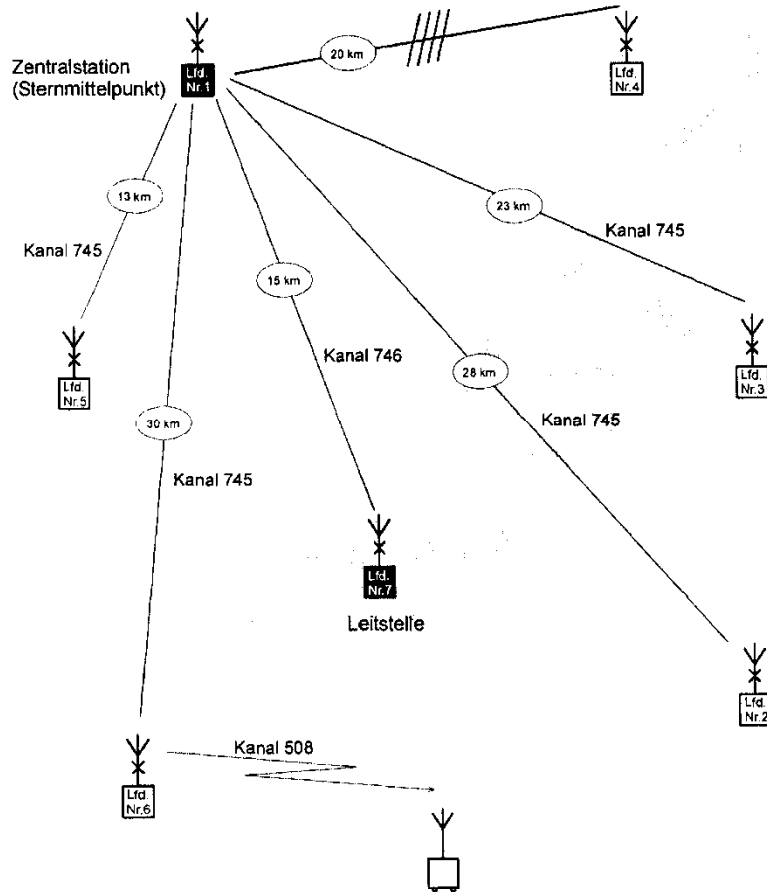 Zentralstation
(Sternmittelpunkt)
Lfd.
Nr.1
20 km
Lfd.
Nr.4
13 km
23 km
Kanal 745
Kanal 745
15 km
Kanal 746
Lfd.
Nr.5
28 km
Lfd.
Nr.3
30 km
Kanal 745
Kanal 745
Lfd.
Nr.7
Leitstelle
Lfd.
Nr.2
Kanal 508
Lfd.
Nr.6